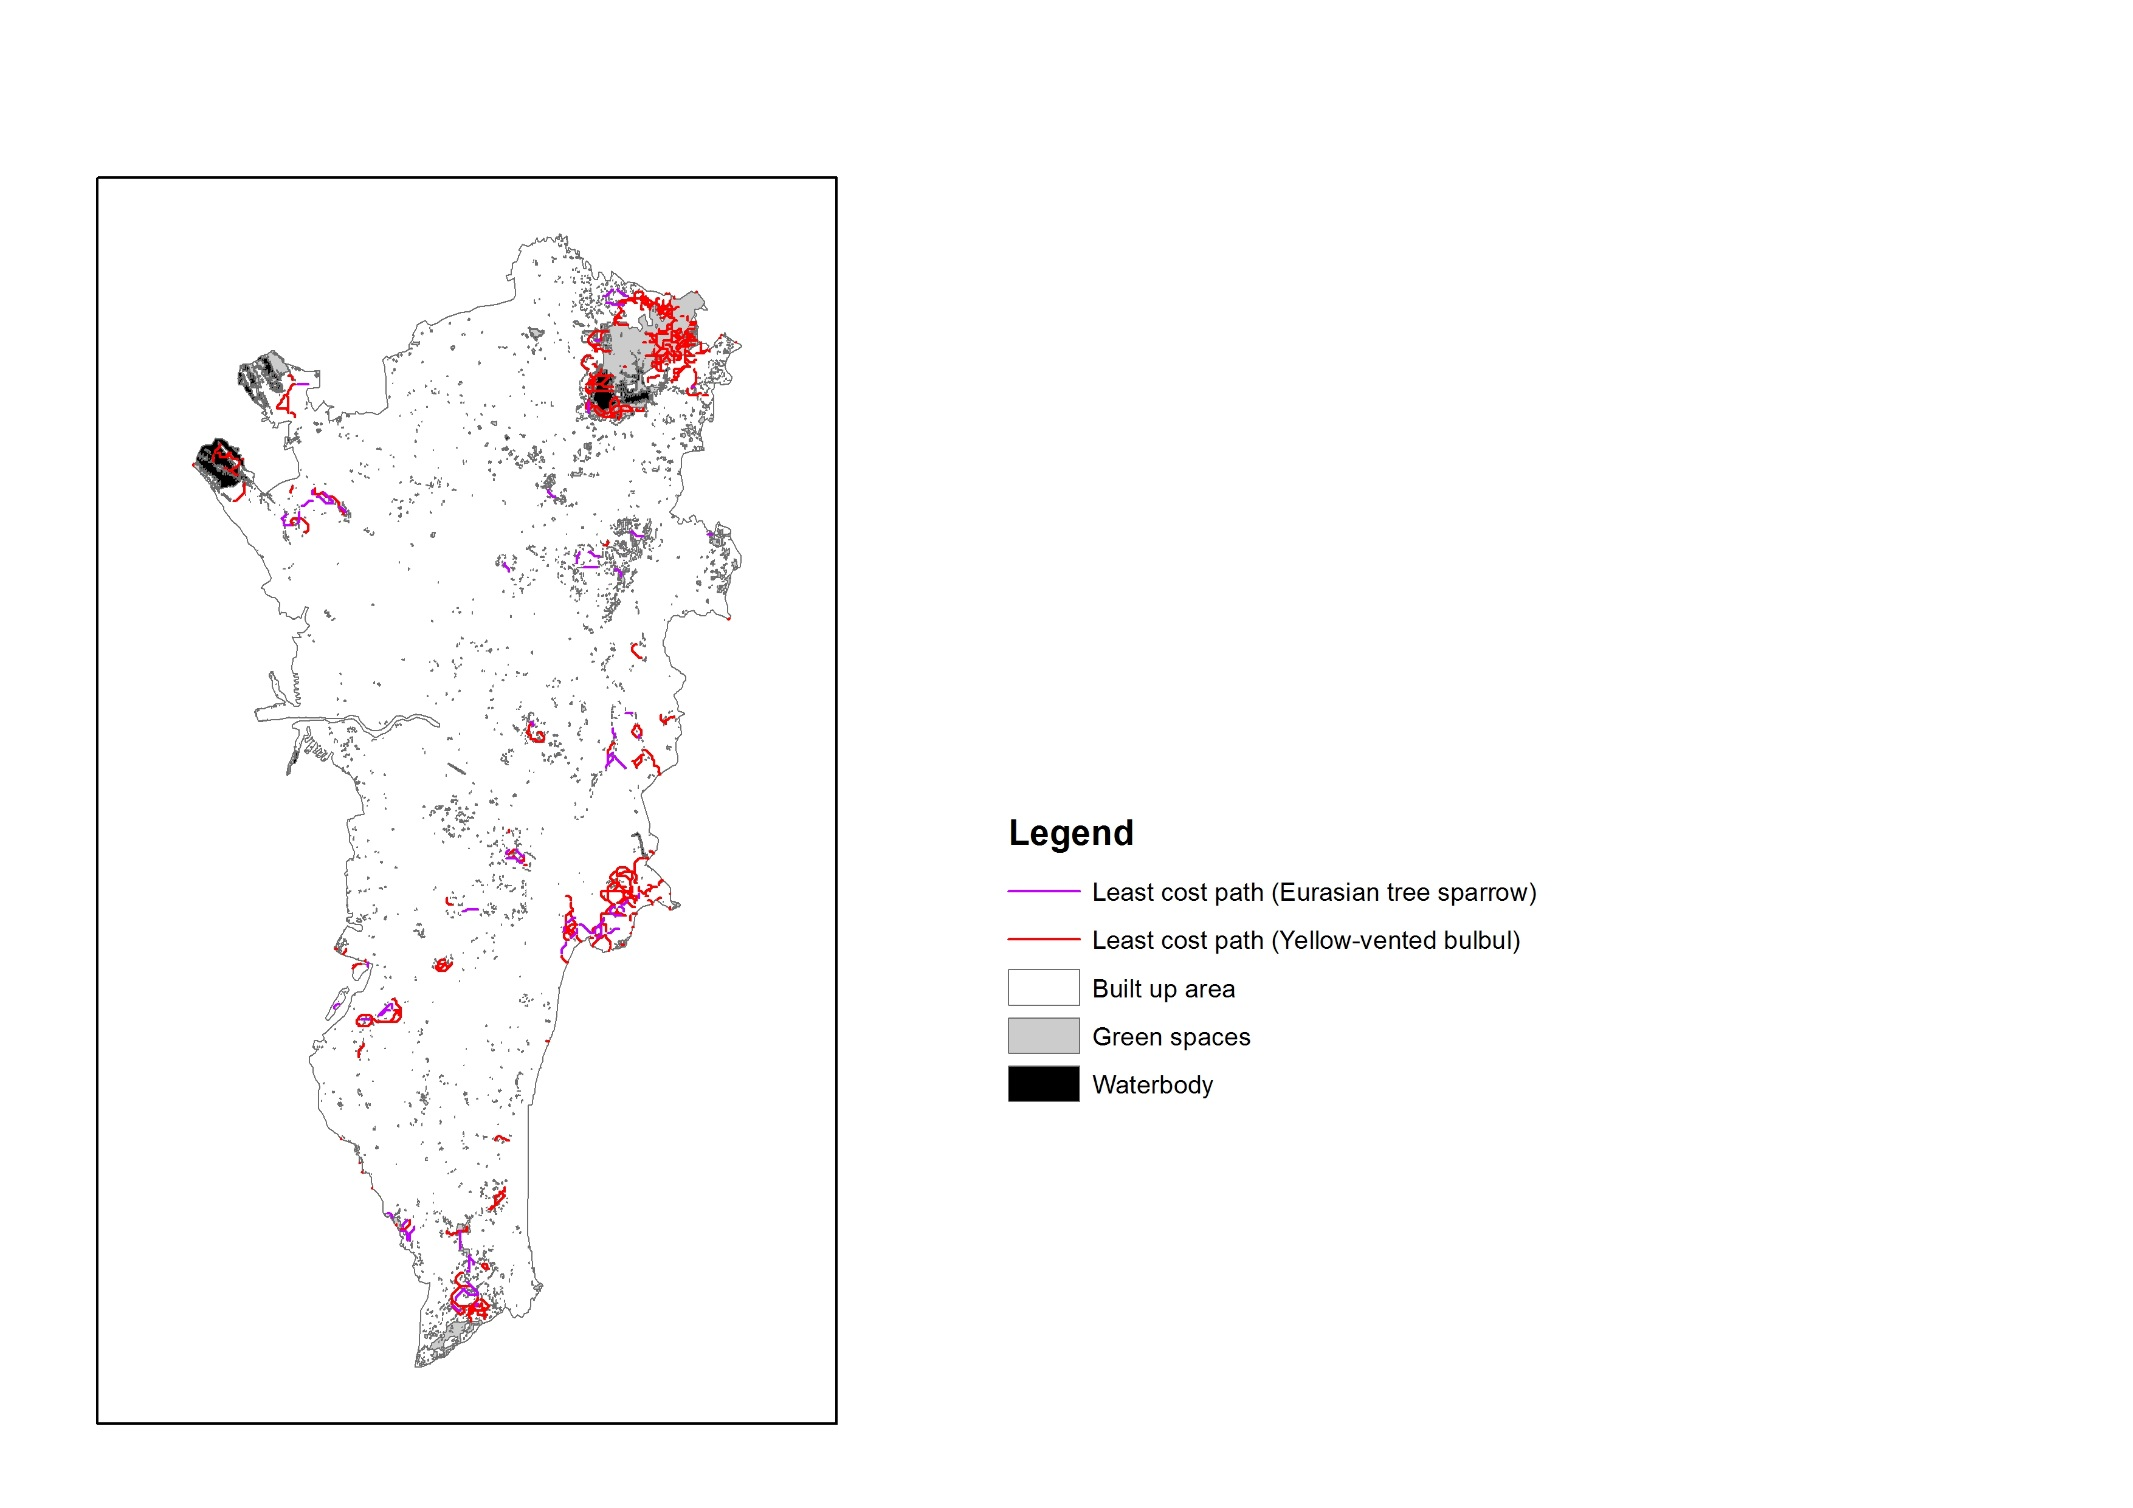 Legend
Least cost path (Eurasian tree sparrow)
Least cost path (Yellow-vented bulbul)
Built up area
Green spaces
Waterbody